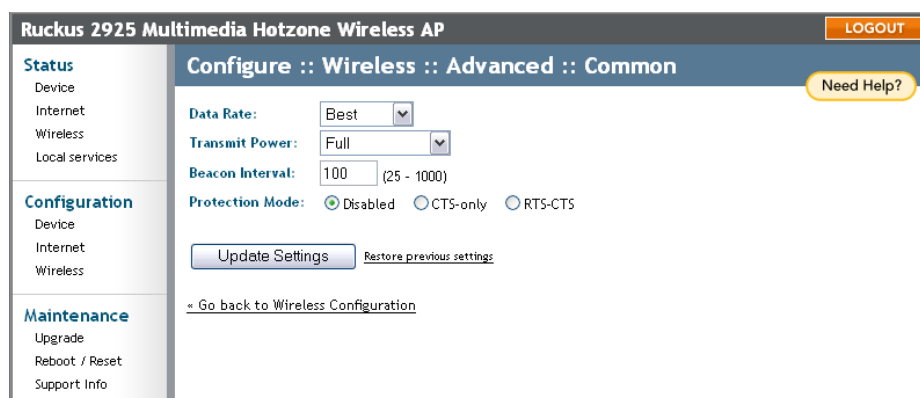 Ruckus 2925 Multimedia Hotzone Wireless AP
LOGOUT
Status
Device
Internet
Wireless
Local services
Configuration
Device
Internet
Wireless
Maintenance
Upgrade
Reboot / Reset
Support Info
Configure :: Wireless :: Advanced :: Common
Need Help?
Data Rate: Best
Transmit Power: Full
Beacon Interval: 100 (25 - 1000)
Protection Mode: Disabled CTS-only RTS-CTS
Update Settings Restore previous settings
« Go back to Wireless Configuration